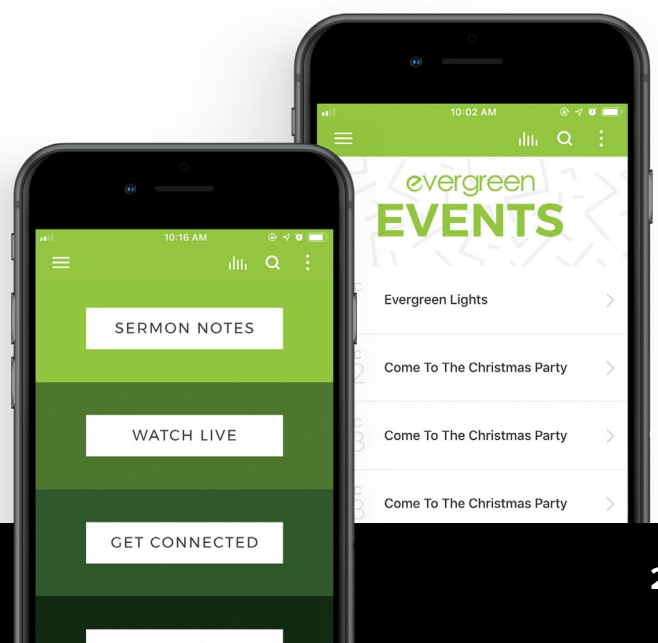 10:16 AM
SERMON NOTES
WATCH LIVE
GET CONNECTED
10:02 AM
evergreen
EVENTS
Evergreen Lights
Come To The Christmas Party
Come To The Christmas Party
Come To The Christmas Party